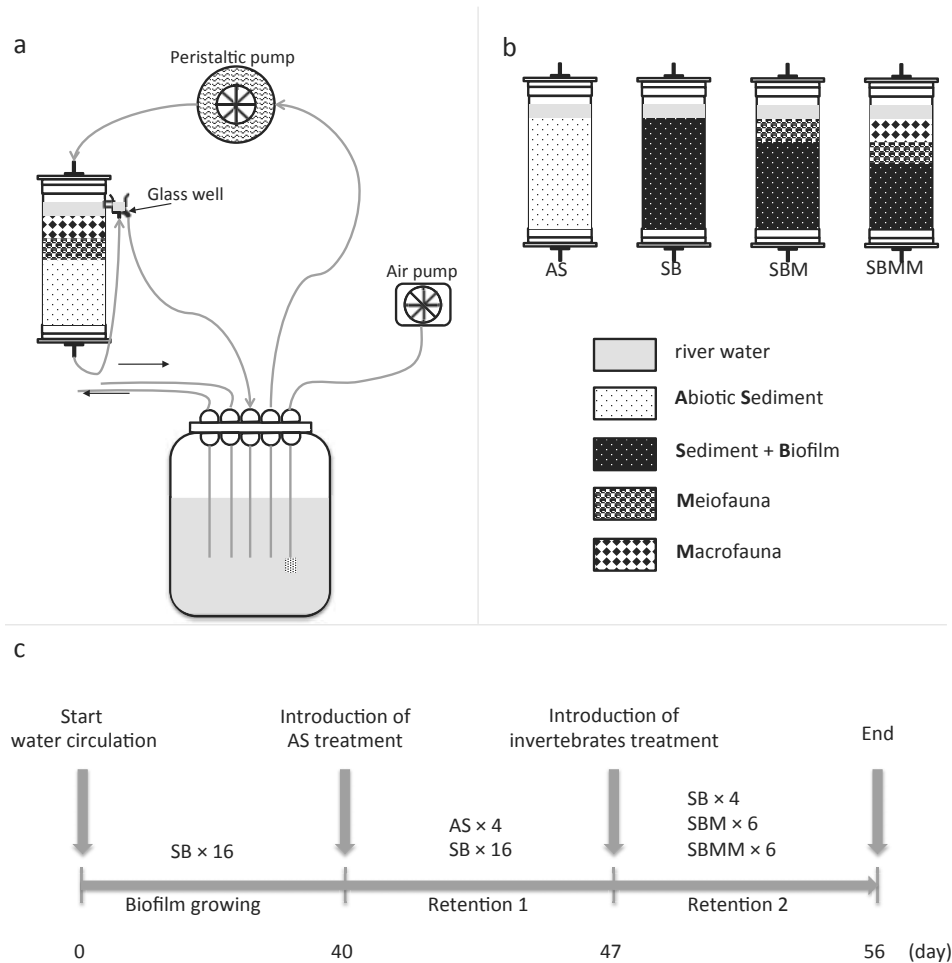 a
Peristaltic pump
Glass well
Air pump
b
AS
SB
SBM
SBMM
river water
Abiotic Sediment
Sediment + Biofilm
Meiofauna
Macrofauna
c
Start
water circulation
Introduction of
AS treatment
Introduction of
invertebrates treatment
End
SB × 16
AS × 4
SB × 16
SB × 4
SBM × 6
SBMM × 6
Biofilm growing
Retention 1
Retention 2
0
40
47
56
(day)